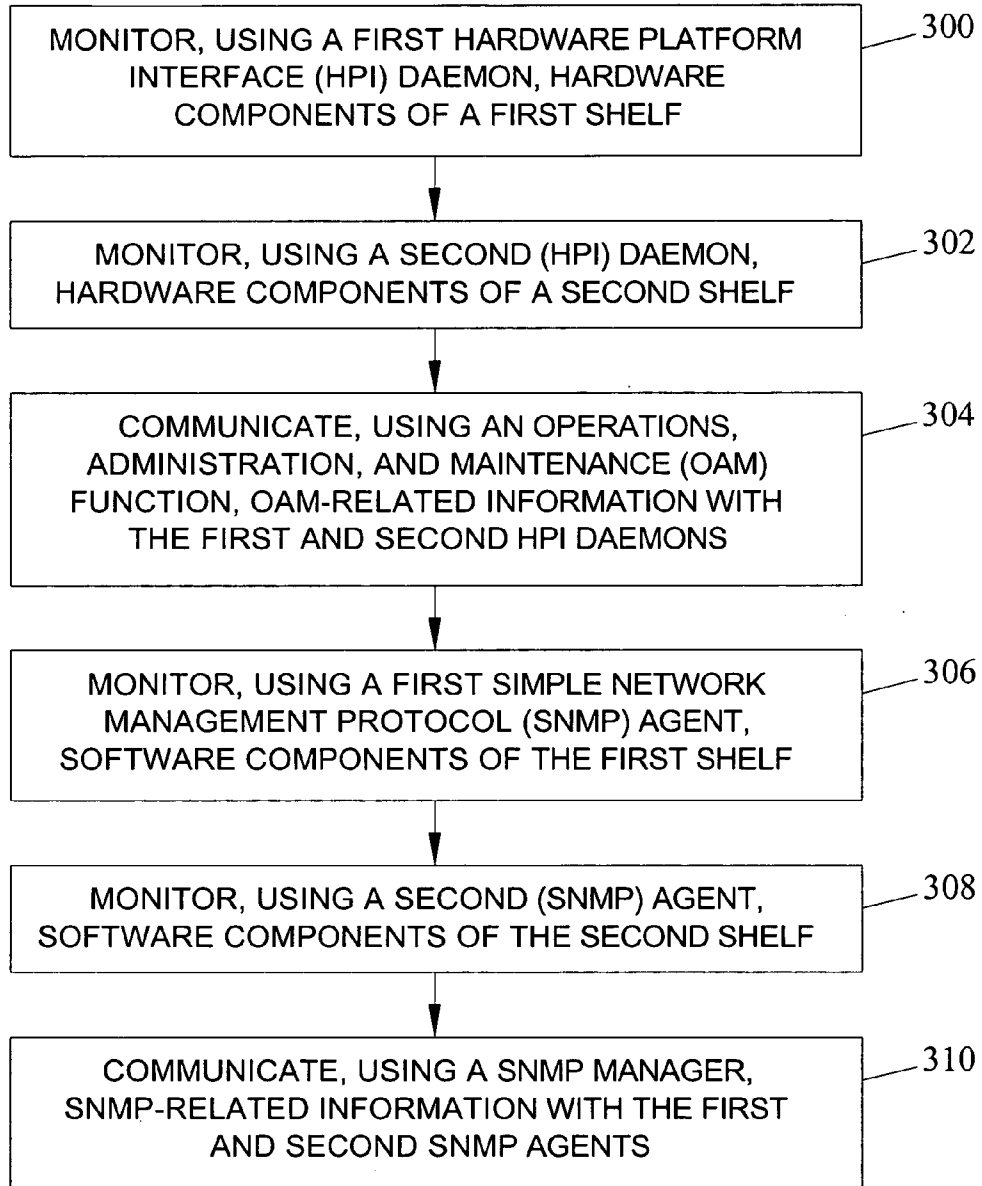 MONITOR, USING A FIRST HARDWARE PLATFORM
INTERFACE (HPI) DAEMON, HARDWARE
COMPONENTS OF A FIRST SHELF
300
MONITOR, USING A SECOND (HPI) DAEMON,
HARDWARE COMPONENTS OF A SECOND SHELF
302
COMMUNICATE, USING AN OPERATIONS,
ADMINISTRATION, AND MAINTENANCE (OAM)
FUNCTION, OAM-RELATED INFORMATION WITH
THE FIRST AND SECOND HPI DAEMONS
304
MONITOR, USING A FIRST SIMPLE NETWORK
MANAGEMENT PROTOCOL (SNMP) AGENT,
SOFTWARE COMPONENTS OF THE FIRST SHELF
306
MONITOR, USING A SECOND (SNMP) AGENT,
SOFTWARE COMPONENTS OF THE SECOND SHELF
308
COMMUNICATE, USING A SNMP MANAGER,
SNMP-RELATED INFORMATION WITH THE FIRST
AND SECOND SNMP AGENTS
310